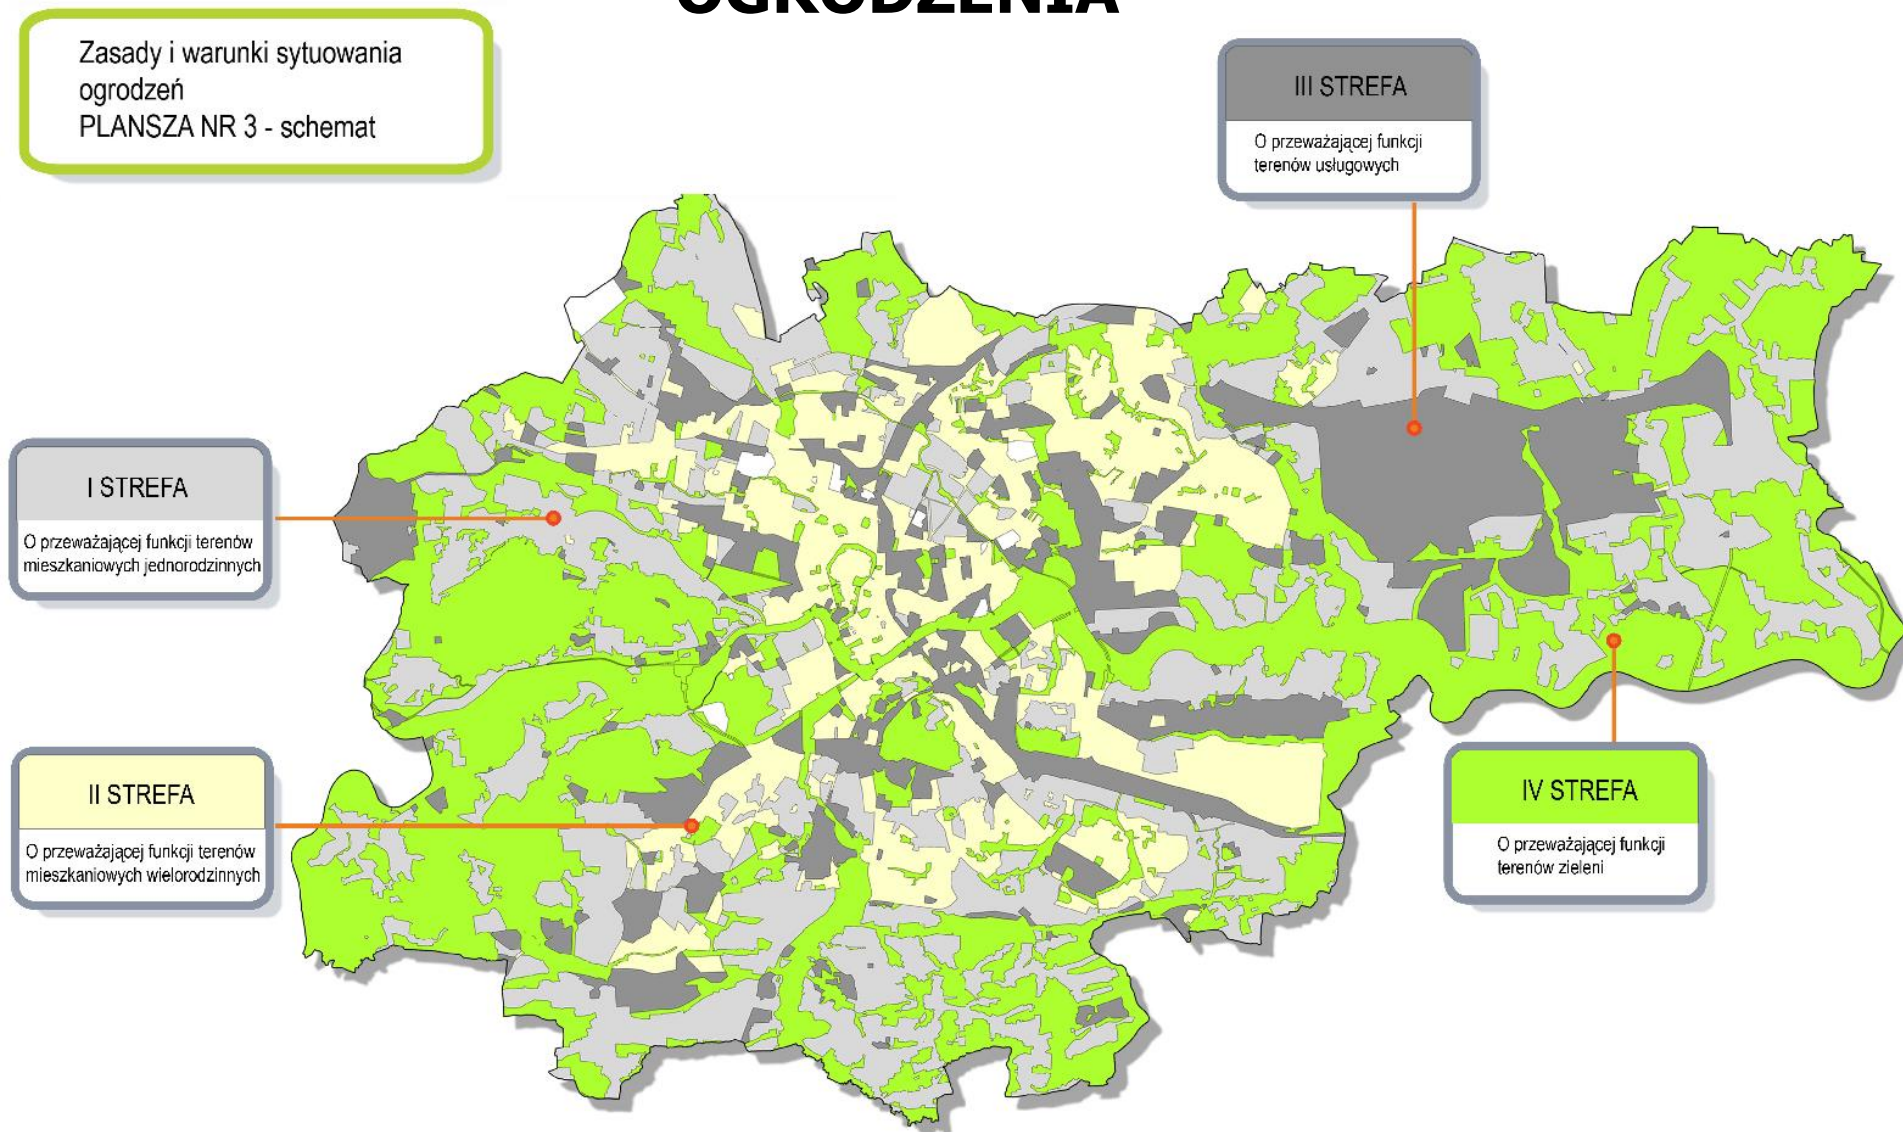 OGRODZENIA
Zasady i warunki sytuowania
ogrodzeń
PLANSZA NR 3 - schemat
III STREFA
O przeważającej funkcji
terenów usługowych
I STREFA
O przeważającej funkcji terenów
mieszkaniowych jednorodzinnych
II STREFA
O przeważającej funkcji terenów
mieszkaniowych wielorodzinnych
IV STREFA
O przeważającej funkcji
terenów zieleni